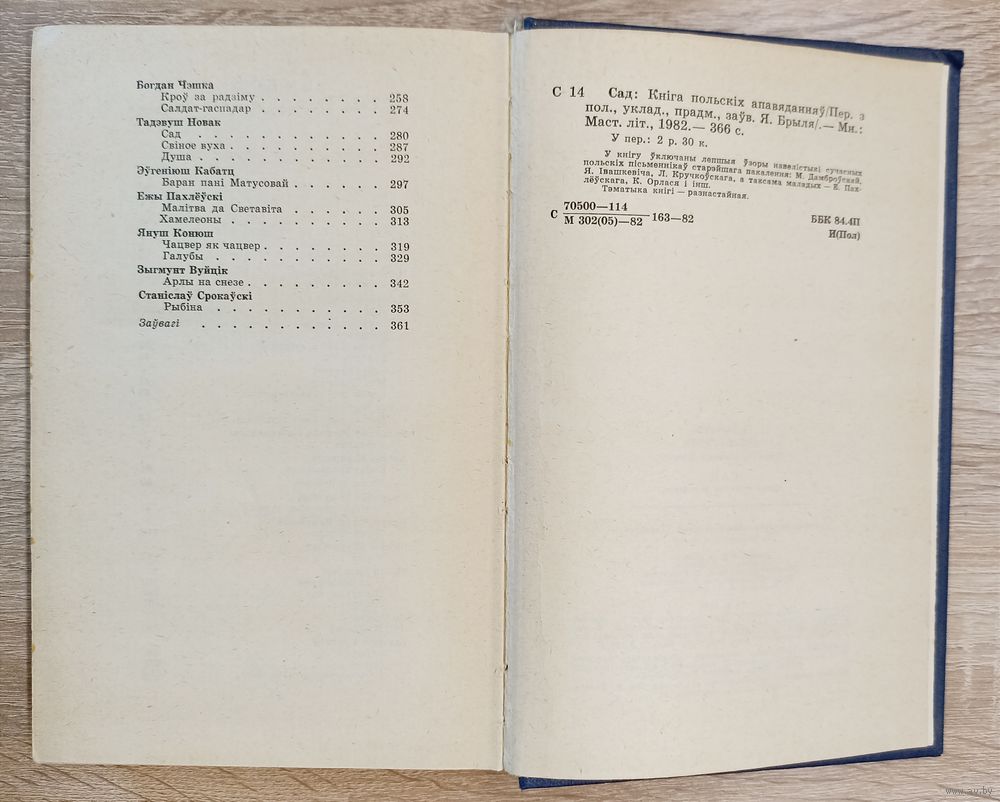 Богдан Чэшка
Кроў за радзіму . . . . . . . . . 258
Салдат-гаспадар . . . . . . . . 274
Тадэвуш Новак
Сад . . . . . . . . . . . . 280
Свіное вуха . . . . . . . . . . 287
Душа . . . . . . . . . . . . 292
Эўгеніюш Кабатц
Баран пані Матусовай . . . . . . 297
Ежы Пахлёўскі
Малітва да Светавіта . . . . . . 305
Хамелеоны . . . . . . . . . . 313
Януш Конюш
Чацвер як чацвер . . . . . . . . 319
Галубы . . . . . . . . . . . 329
Зыгмунт Вуйцік
Арлы на снезе . . . . . . . . . 342
Станіслаў Срокаўскі
Рыбіна . . . . . . . . . . . 353
Заўвагі . . . . . . . . . . . . 361
С 14 Сад: Кніга польскіх апавяданняў/Пер. з
пол., уклад., прадм., заўв. Я. Брыля/.— Мн.:
Маст. літ., 1982.— 366 с.
У пер.: 2 р. 30 к.
У кнігу ўключаны лепшыя ўзоры навелістыкі сучасных
польскіх пісьменнікаў старэйшага пакалення: М. Дамброўскай,
Я. Івашкевіча, Л. Кручкоўскага, а таксама маладых — Е. Пах-
лёўскага, К. Орлася і інш.
Тэматыка кнігі — разнастайная.
С 70500—114
М 302(05)—82 163—82
ББК 84.4П
И(Пол)
www.ay.by